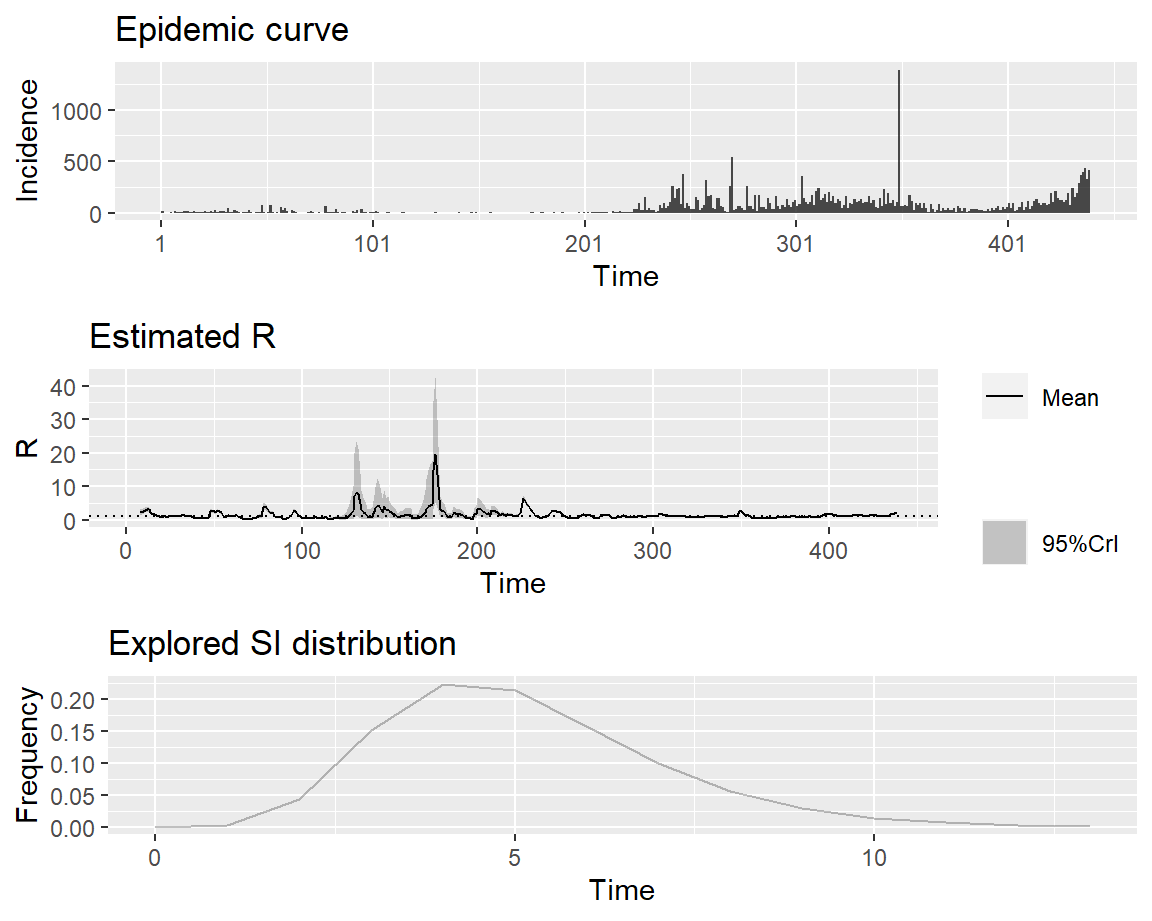 Epidemic curve
Incidence
1000
500
0
1 101 201 301 401
Time
Estimated R
R
40
30
20
10
0
0 100 200 300 400
Time
Mean
95%CrI
Explored SI distribution
Frequency
0.20
0.15
0.10
0.05
0.00
0 5 10
Time